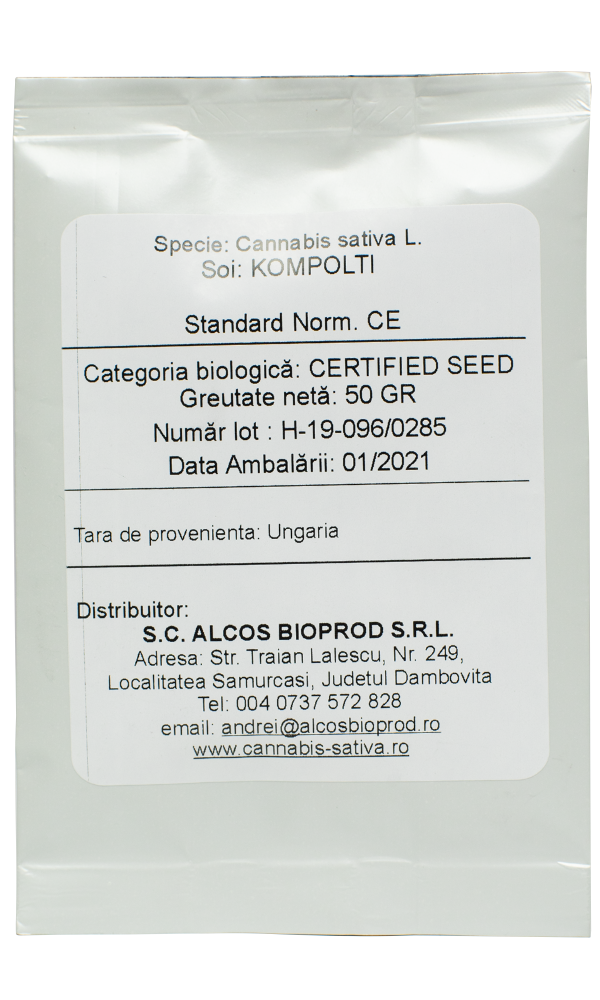 Specie: Cannabis sativa L.
Soi: KOMPOLTI
Standard Norm. CE
Categoria biologică: CERTIFIED SEED
Greutate netă: 50 GR
Număr lot : H-19-096/0285
Data Ambalării: 01/2021
Tara de provenienta: Ungaria
Distribuitor:
S.C. ALCOS BIOPROD S.R.L.
Adresa: Str. Traian Lalescu, Nr. 249,
Localitatea Samurcasi, Judetul Dambovita
Tel: 004 0737 572 828
email: andrei@alcosbioprod.ro
www.cannabis-sativa.ro